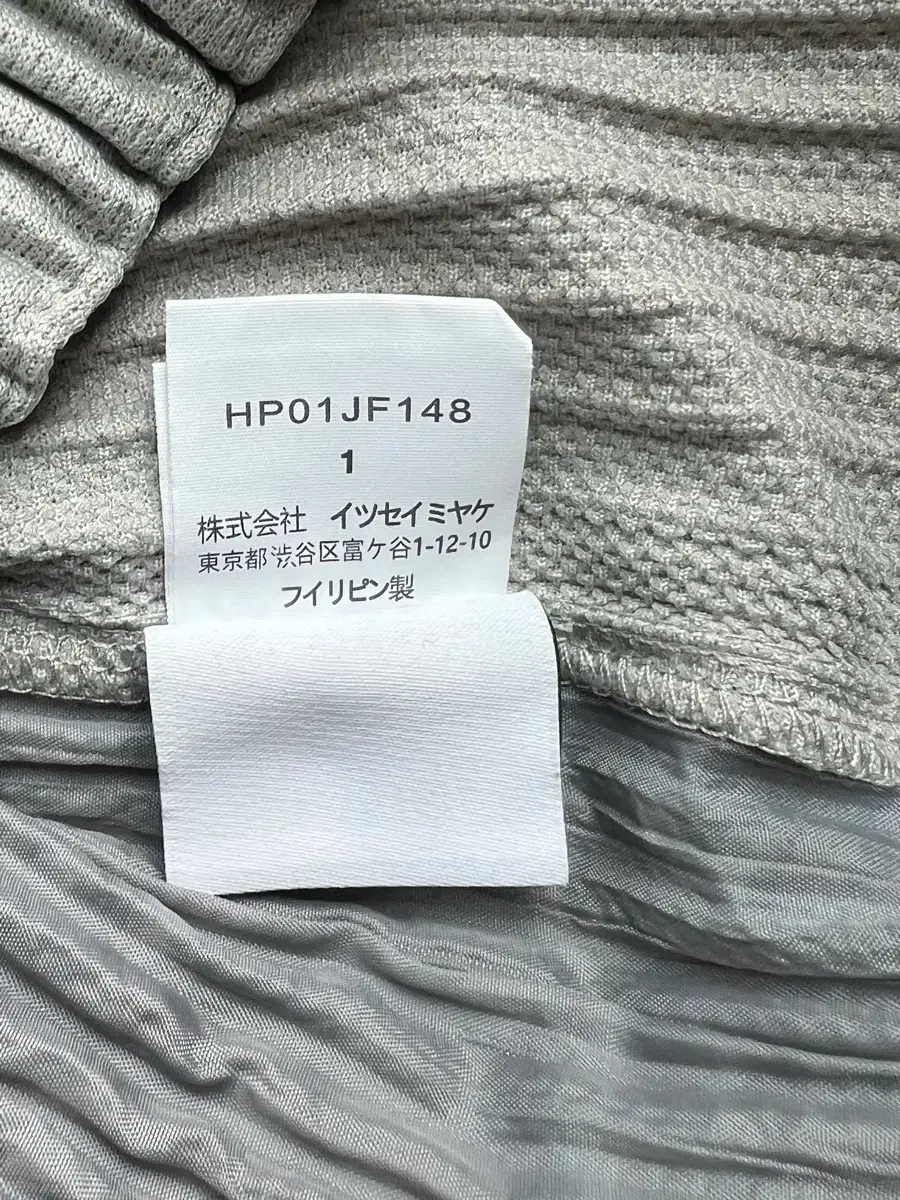 HP01JF148
1
株式会社 イツセイミヤケ
東京都渋谷区富ケ谷1-12-10
フイリピン製